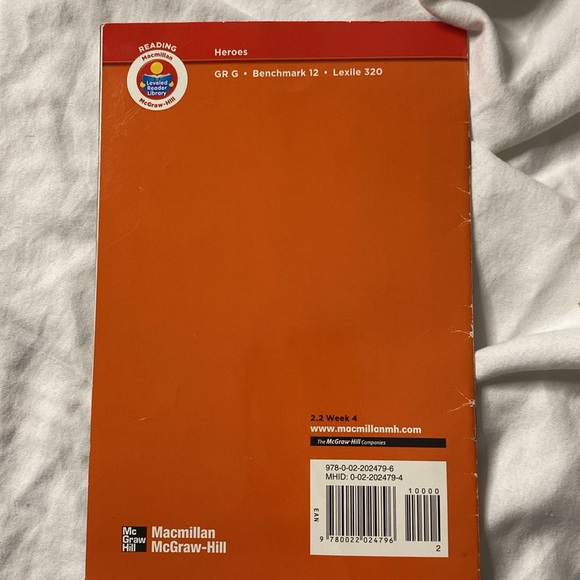 READING
Macmillan
Leveled
Reader
Library
McGraw-Hill
Heroes
GR G • Benchmark 12 • Lexile 320
2.2 Week 4
www.macmillanmh.com
The McGraw·Hill Companies
978-0-02-202479-6
MHID: 0-02-202479-4
10000
EAN
9 780022 024796
2
Mc
Graw
Hill
Macmillan
McGraw-Hill